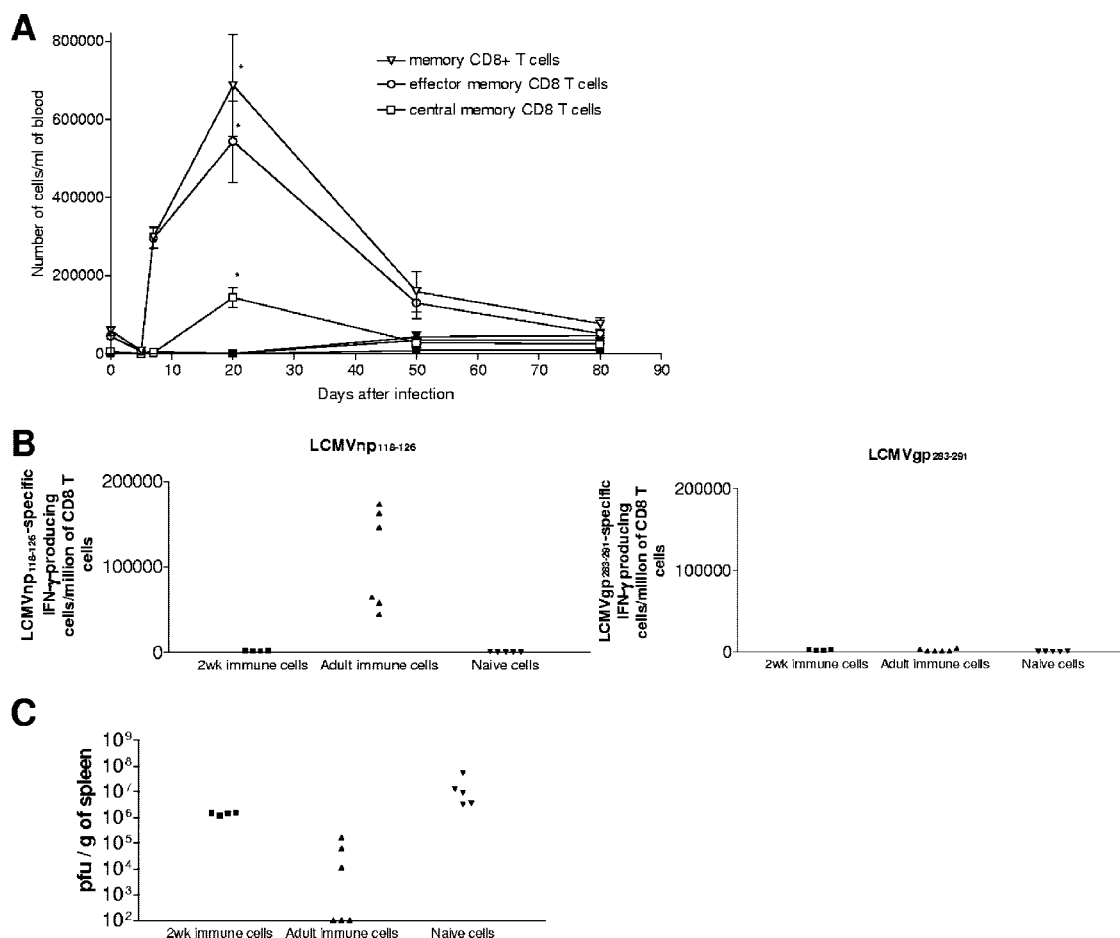 A
800000
600000
400000
200000
0
Number of cells/ml of blood
memory CD8+ T cells
effector memory CD8 T cells
central memory CD8 T cells
*
*
*
0 10 20 30 40 50 60 70 80 90
Days after infection
B
LCMVnp118-126
LCMVnp118-126-specific
IFN-γ-producing
cells/million of CD8 T
cells
200000
100000
0
2wk immune cells Adult immune cells Naive cells
LCMVgp283-291
LCMVgp283-291-specific
IFN-γ producing
cells/million of CD8 T
cells
200000
100000
0
2wk immune cells Adult immune cells Naive cells
C
pfu / g of spleen
10⁹
10⁸
10⁷
10⁶
10⁵
10⁴
10³
10²
2wk immune cells Adult immune cells Naive cells